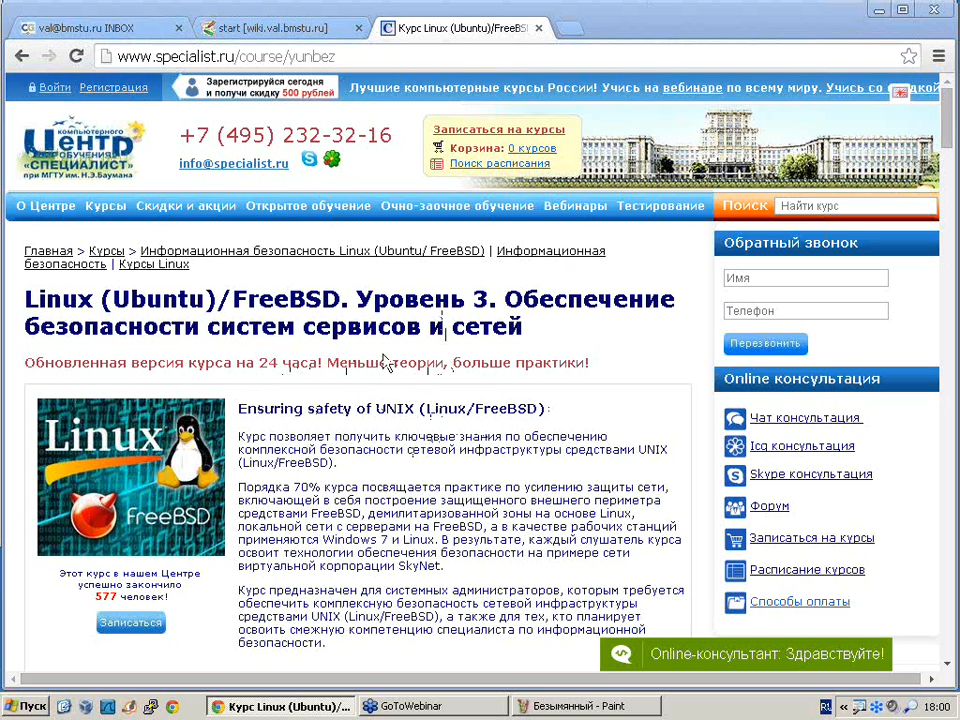 val@bmstu.ru INBOX
start [wiki.val.bmstu.ru]
Курс Linux (Ubuntu)/FreeBS
www.specialist.ru/course/yunbez
Войти Регистрация
Зарегистрируйся сегодня
и получи скидку 500 рублей
Лучшие компьютерные курсы России! Учись на вебинаре по всему миру. Учись со скидкой
компьютерного
Центр
обучения
«СПЕЦИАЛИСТ»
при МГТУ им. Н.Э.Баумана
+7 (495) 232-32-16
info@specialist.ru
Записаться на курсы
Корзина: 0 курсов
Поиск расписания
О Центре Курсы Скидки и акции Открытое обучение Очно-заочное обучение Вебинары Тестирование Поиск Найти курс
Главная > Курсы > Информационная безопасность Linux (Ubuntu/ FreeBSD) | Информационная
безопасность | Курсы Linux
Linux (Ubuntu)/FreeBSD. Уровень 3. Обеспечение
безопасности систем сервисов и сетей
Обновленная версия курса на 24 часа! Меньше теории, больше практики!
Linux
FreeBSD
Этот курс в нашем Центре
успешно закончило
577 человек!
Записаться
Ensuring safety of UNIX (Linux/FreeBSD):
Курс позволяет получить ключевые знания по обеспечению
комплексной безопасности сетевой инфраструктуры средствами UNIX
(Linux/FreeBSD).
Порядка 70% курса посвящается практике по усилению защиты сети,
включающей в себя построение защищенного внешнего периметра
средствами FreeBSD, демилитаризованной зоны на основе Linux,
локальной сети с серверами на FreeBSD, а в качестве рабочих станций
применяются Windows 7 и Linux. В результате, каждый слушатель курса
освоит технологии обеспечения безопасности на примере сети
виртуальной корпорации SkyNet.
Курс предназначен для системных администраторов, которым требуется
обеспечить комплексную безопасность сетевой инфраструктуры
средствами UNIX (Linux/FreeBSD), а также для тех, кто планирует
освоить смежную компетенцию специалиста по информационной
безопасности.
Обратный звонок
Имя
Телефон
Перезвонить
Online консультация
Чат консультация
Icq консультация
Skype консультация
Форум
Записаться на курсы
Расписание курсов
Способы оплаты
Online-консультант: Здравствуйте!
Пуск
Курс Linux (Ubuntu)/...
GoToWebinar
Безымянный - Paint
18:00